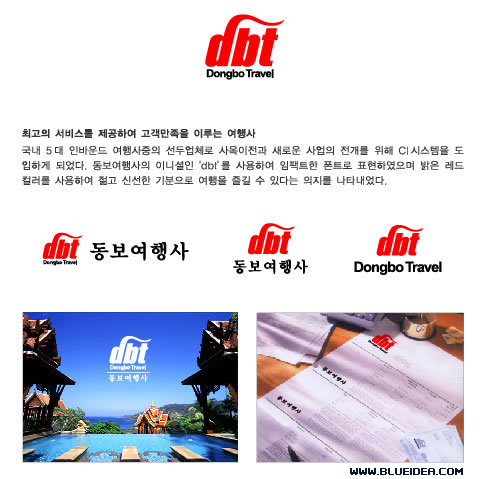 dbt
Dongbo Travel
최고의 서비스를 제공하여 고객만족을 이루는 여행사
국내 5대 인바운드 여행사중의 선두업체로 사옥이전과 새로운 사업의 전개를 위해 CI시스템을 도
입하게 되었다. 동보여행사의 이니셜인 'dbt'를 사용하여 임팩트한 폰트로 표현하였으며 밝은 레드
컬러를 사용하여 젊고 신선한 기분으로 여행을 즐길 수 있다는 의지를 나타내었다.
dbt
Dongbo Travel
동보여행사
dbt
동보여행사
dbt
Dongbo Travel
dbt
Dongbo Travel
동보여행사
dbt
동보여행사
동보여행사
WWW.BLUEIDEA.COM